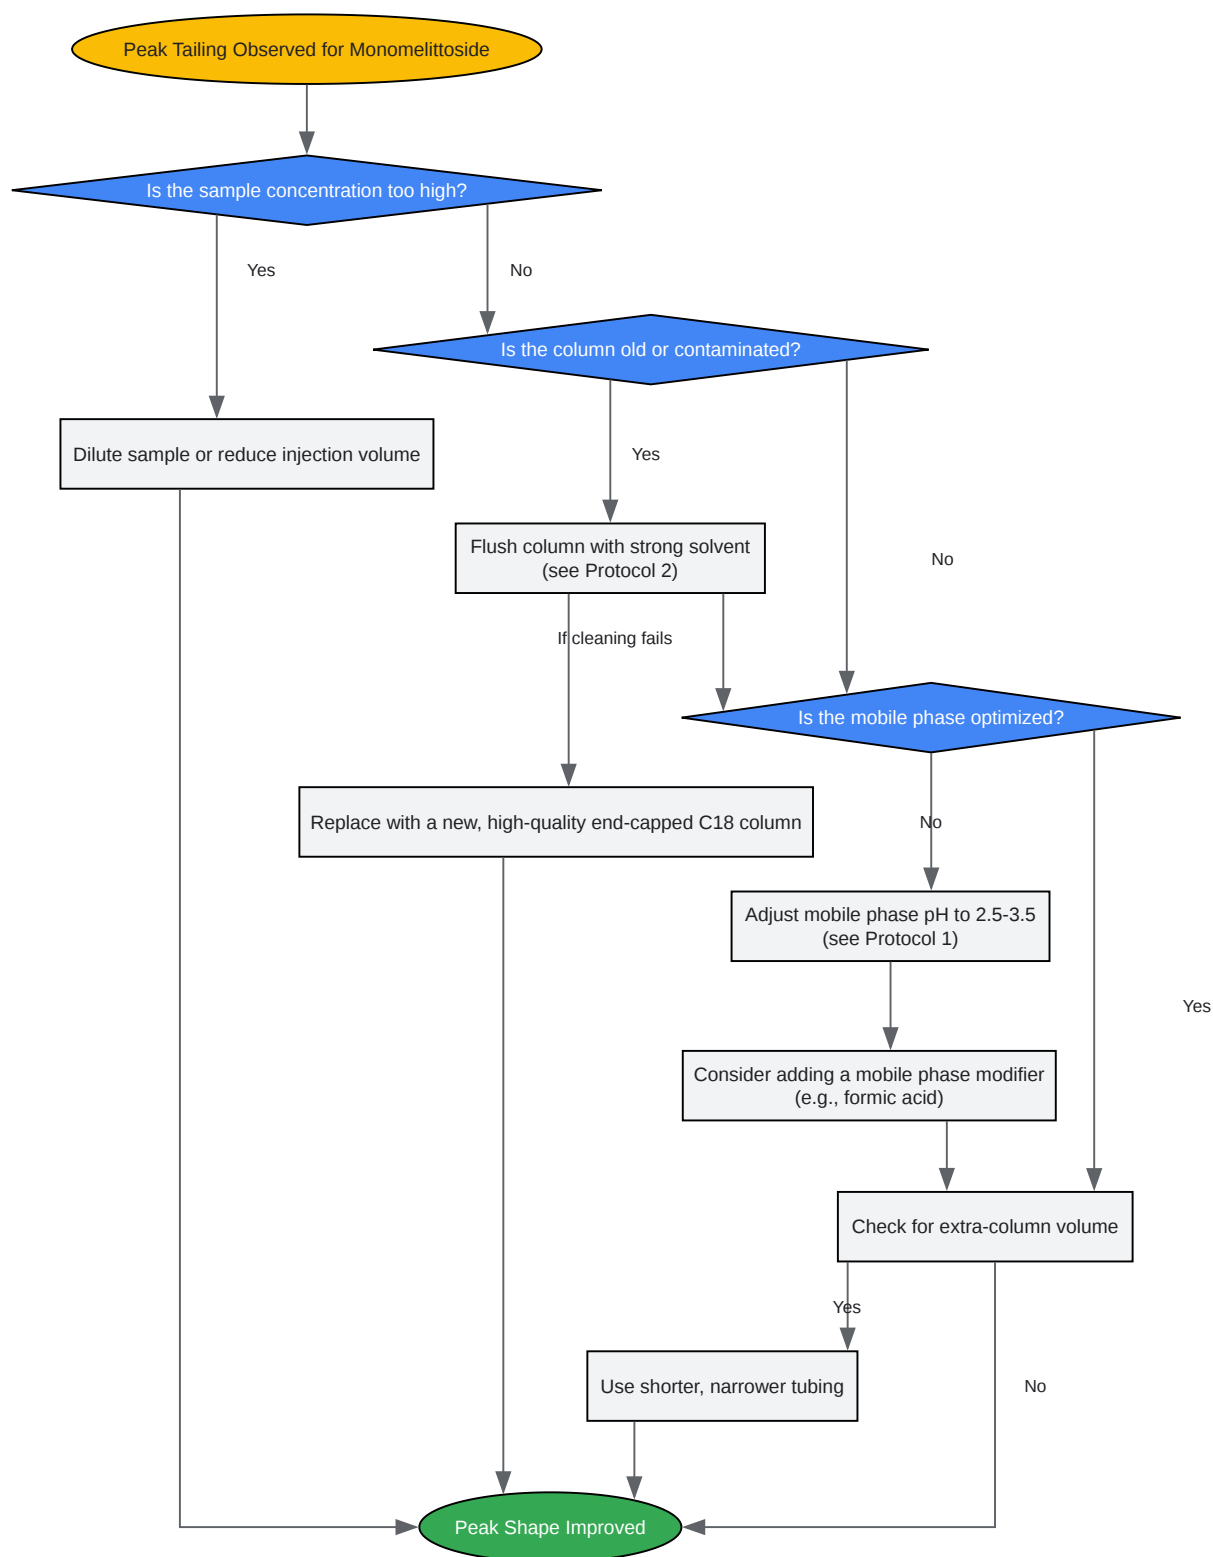 Peak Tailing Observed for Monomelittoside
Is the sample concentration too high?
Yes
No
Is the column old or contaminated?
Dilute sample or reduce injection volume
Yes
Flush column with strong solvent
(see Protocol 2)
No
If cleaning fails
Is the mobile phase optimized?
Replace with a new, high-quality end-capped C18 column
No
Adjust mobile phase pH to 2.5-3.5
(see Protocol 1)
Yes
Consider adding a mobile phase modifier
(e.g., formic acid)
Check for extra-column volume
Yes
Use shorter, narrower tubing
No
Peak Shape Improved